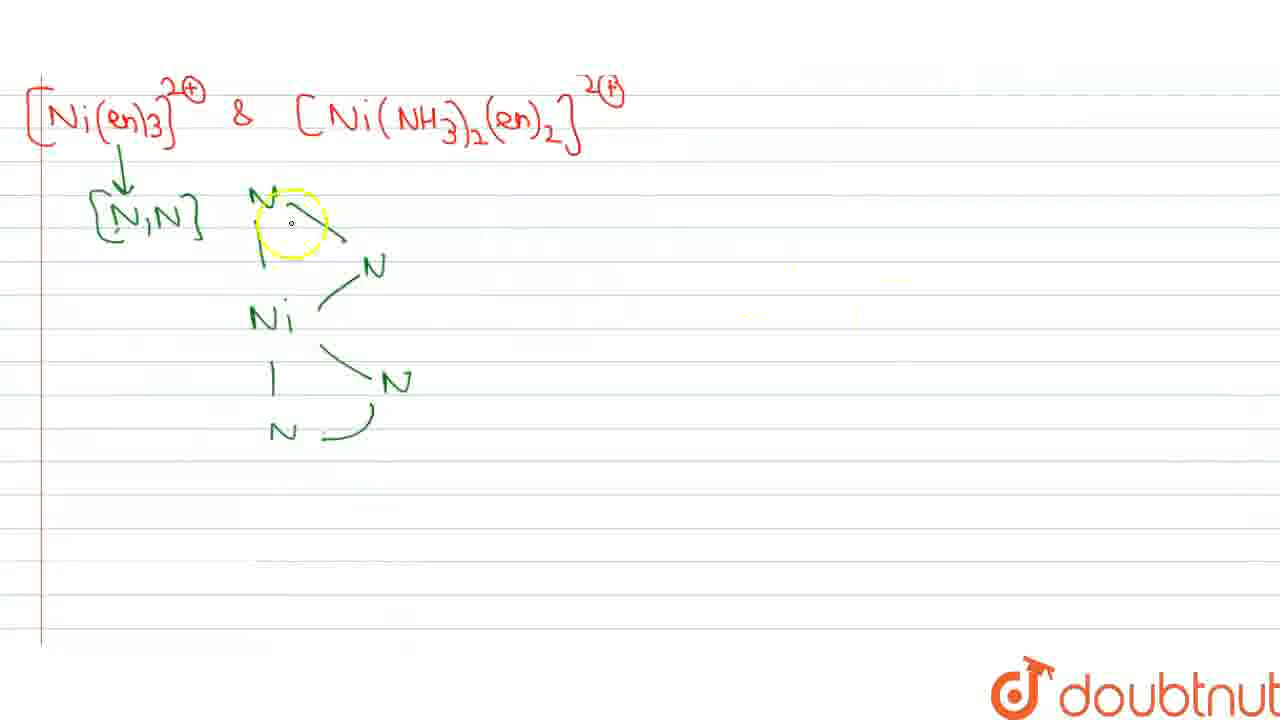 [Ni(en)3]2⊕ & [Ni(NH3)2(en)2]2⊕
[N,N]
N
N
Ni
N
N
doubtnut